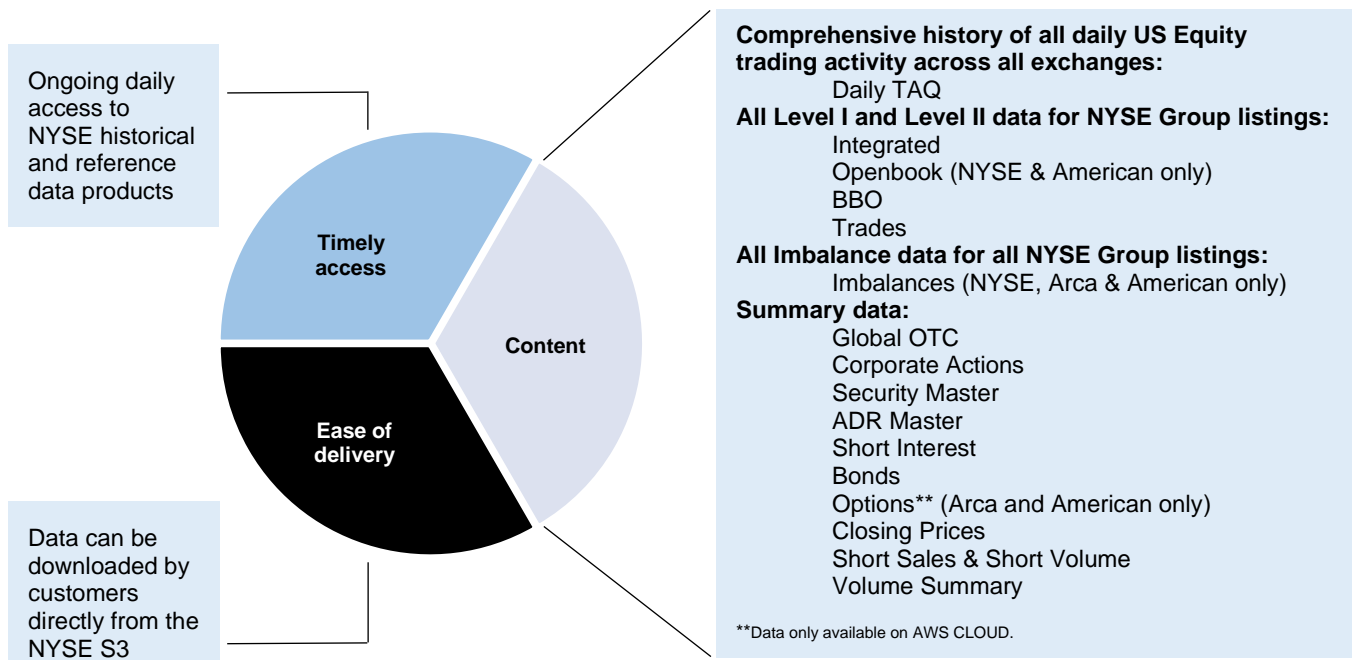 Ongoing daily
access to
NYSE historical
and reference
data products
Timely
access
Content
Ease of
delivery
Data can be
downloaded by
customers
directly from the
NYSE S3
Comprehensive history of all daily US Equity
trading activity across all exchanges:
Daily TAQ
All Level I and Level II data for NYSE Group listings:
Integrated
Openbook (NYSE & American only)
BBO
Trades
All Imbalance data for all NYSE Group listings:
Imbalances (NYSE, Arca & American only)
Summary data:
Global OTC
Corporate Actions
Security Master
ADR Master
Short Interest
Bonds
Options** (Arca and American only)
Closing Prices
Short Sales & Short Volume
Volume Summary
**Data only available on AWS CLOUD.